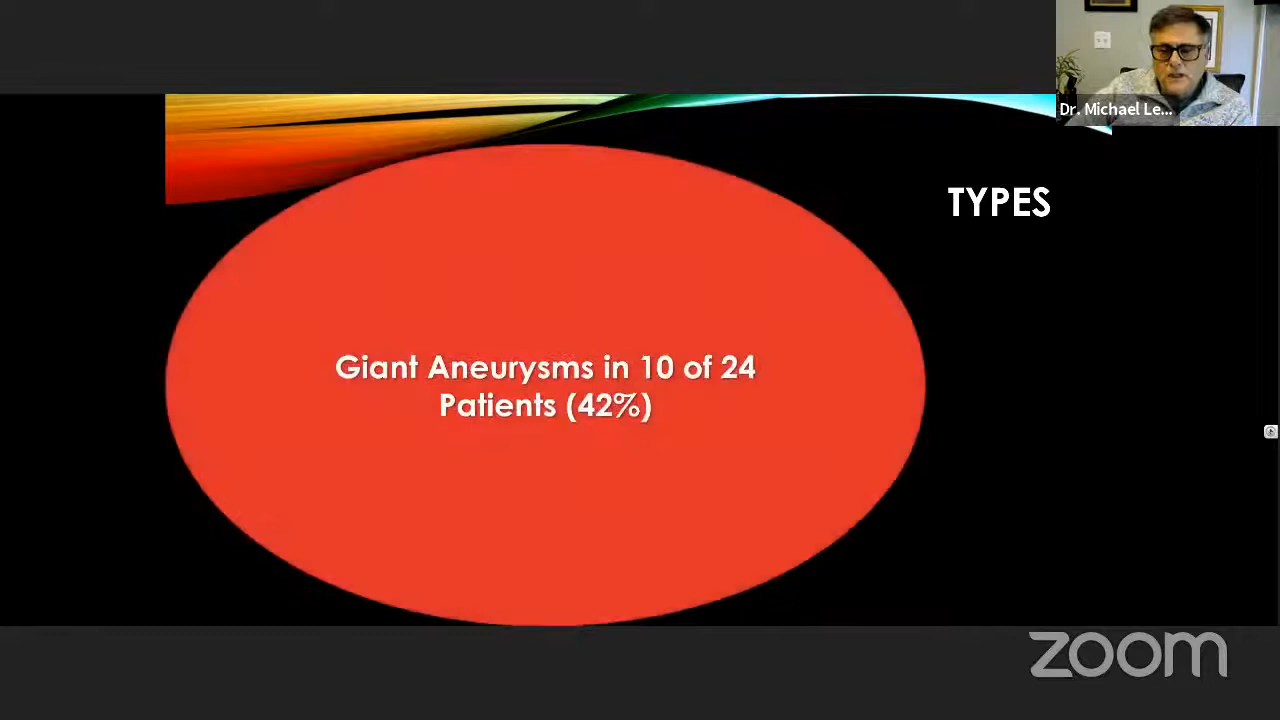 Dr. Michael Le...
TYPES
Giant Aneurysms in 10 of 24
Patients (42%)
zoom